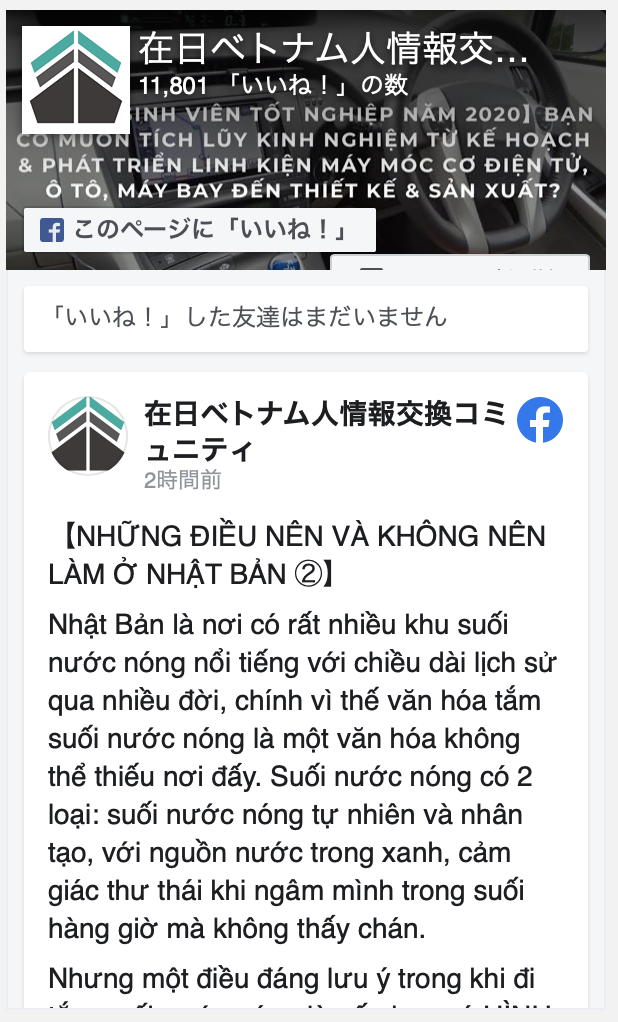 在日ベトナム人情報交...
11,801 「いいね！」の数
SINH VIÊN TỐT NGHIỆP NĂM 2020】BẠN
CÓ MUỐN TÍCH LŨY KINH NGHIỆM TỪ KẾ HOẠCH
& PHÁT TRIỂN LINH KIỆN MÁY MÓC CƠ ĐIỆN TỬ,
Ô TÔ, MÁY BAY ĐẾN THIẾT KẾ & SẢN XUẤT?
このページに「いいね！」
「いいね！」した友達はまだいません
在日ベトナム人情報交換コミ
ュニティ
2時間前
【NHỮNG ĐIỀU NÊN VÀ KHÔNG NÊN
LÀM Ở NHẬT BẢN ②】
Nhật Bản là nơi có rất nhiều khu suối
nước nóng nổi tiếng với chiều dài lịch sử
qua nhiều đời, chính vì thế văn hóa tắm
suối nước nóng là một văn hóa không
thể thiếu nơi đấy. Suối nước nóng có 2
loại: suối nước nóng tự nhiên và nhân
tạo, với nguồn nước trong xanh, cảm
giác thư thái khi ngâm mình trong suối
hàng giờ mà không thấy chán.
Nhưng một điều đáng lưu ý trong khi đi